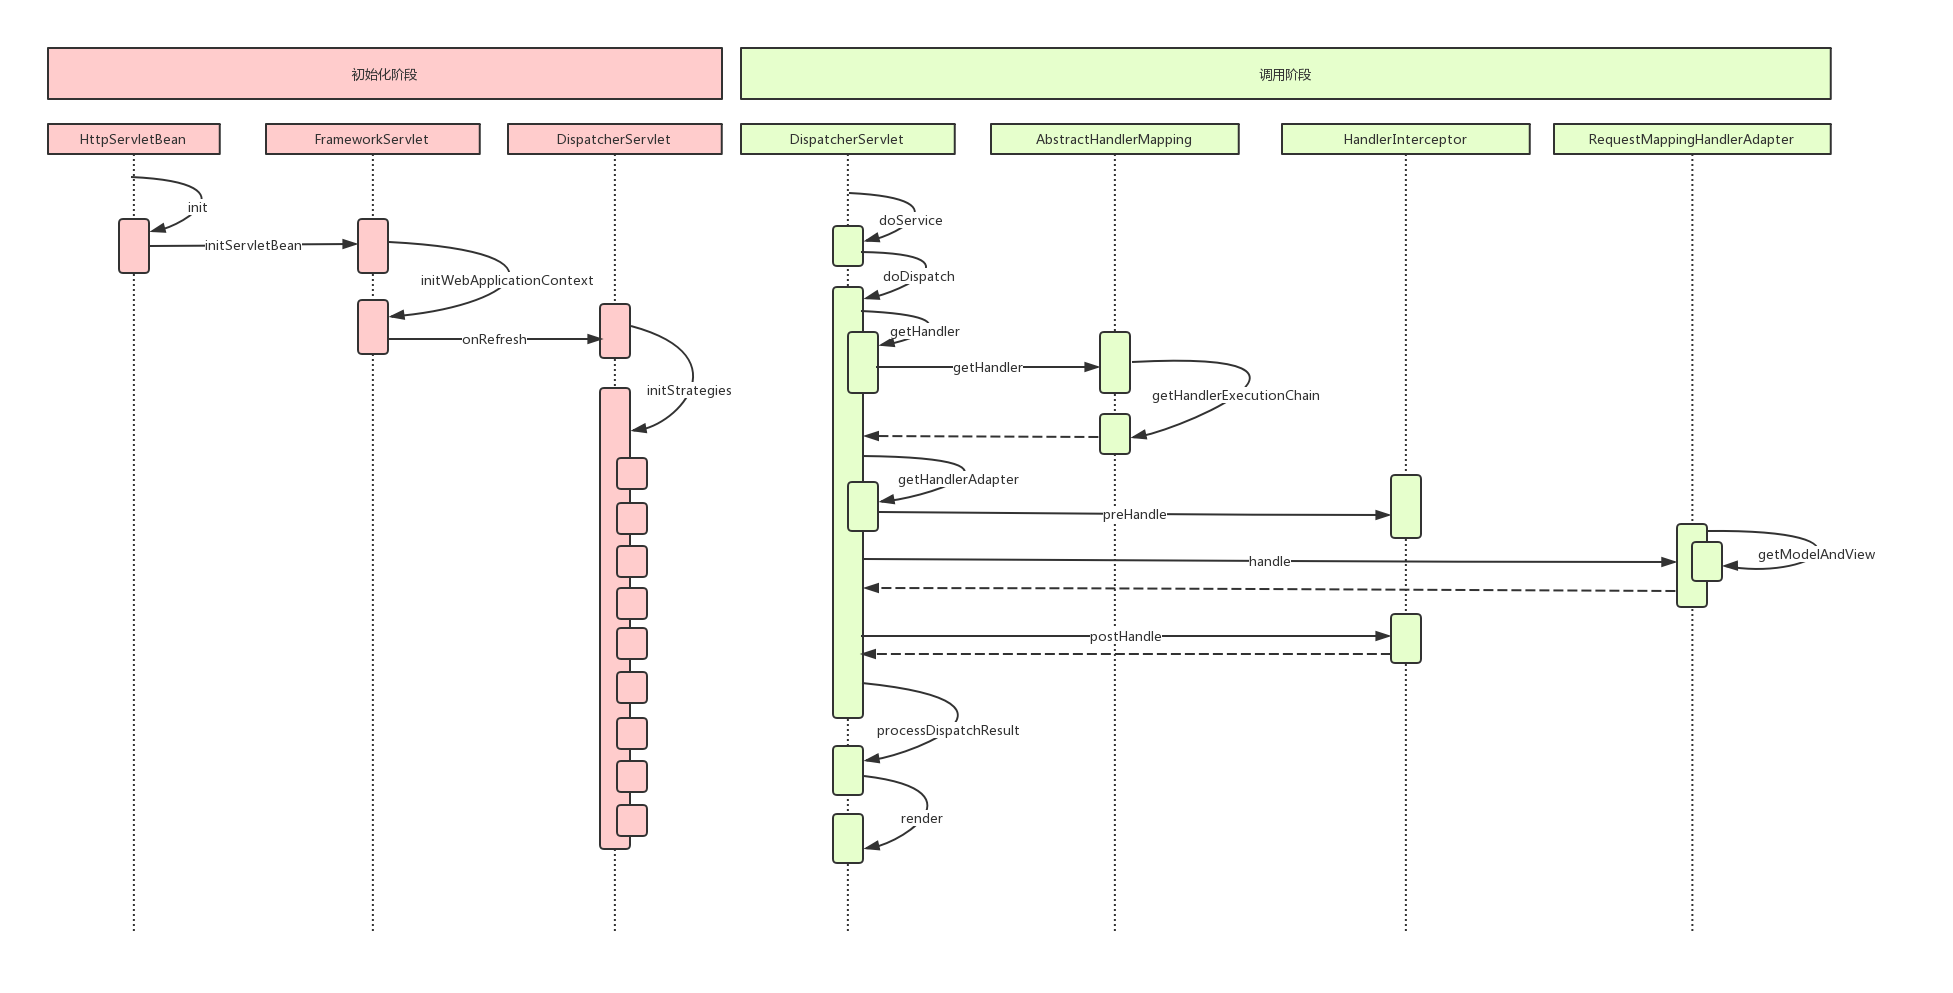 初始化阶段
调用阶段
HttpServletBean
FrameworkServlet
DispatcherServlet
DispatcherServlet
AbstractHandlerMapping
HandlerInterceptor
RequestMappingHandlerAdapter
init
initServletBean
initWebApplicationContext
onRefresh
initStrategies
doService
doDispatch
getHandler
getHandler
getHandlerExecutionChain
getHandlerAdapter
preHandle
handle
getModelAndView
postHandle
processDispatchResult
render